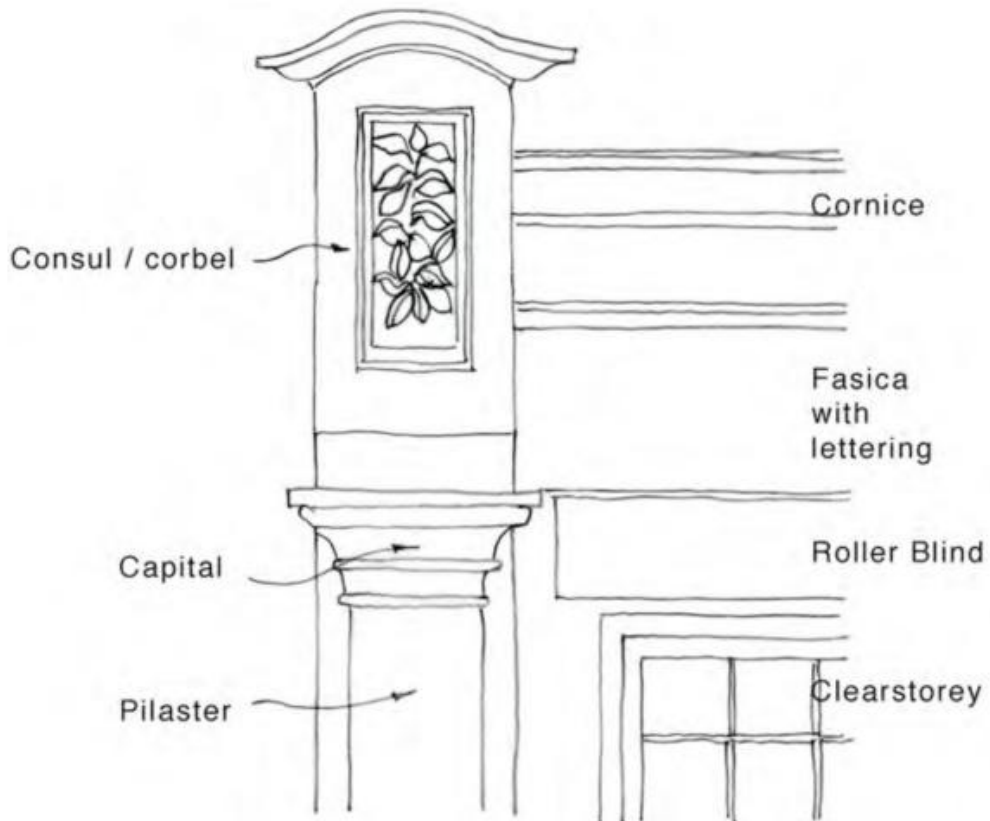 Cornice
Consul / corbel
Fasica
with
lettering
Roller Blind
Capital
Clearstorey
Pilaster